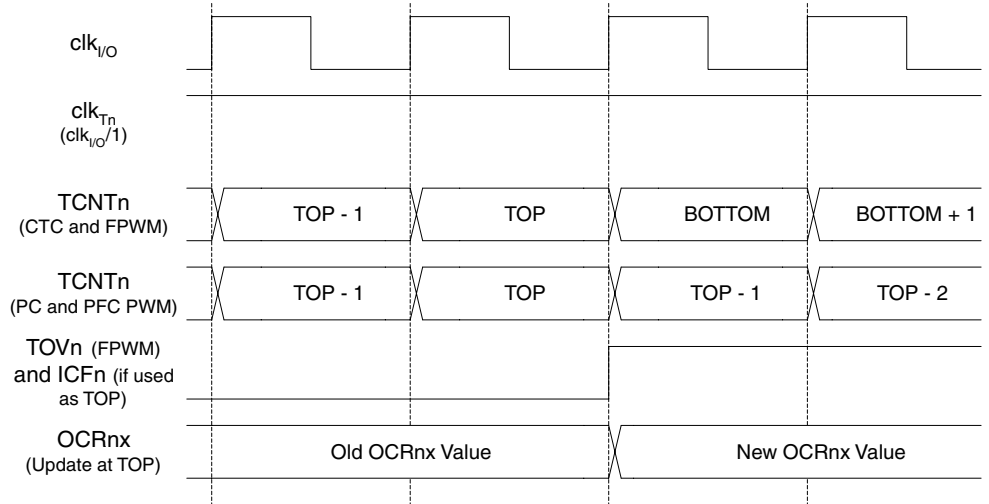 clkI/O
clkTn
(clkI/O/1)
TCNTn
(CTC and FPWM)
TOP - 1
TOP
BOTTOM
BOTTOM + 1
TCNTn
(PC and PFC PWM)
TOP - 1
TOP
TOP - 1
TOP - 2
TOVn (FPWM)
and ICFn (if used
as TOP)
OCRnx
(Update at TOP)
Old OCRnx Value
New OCRnx Value